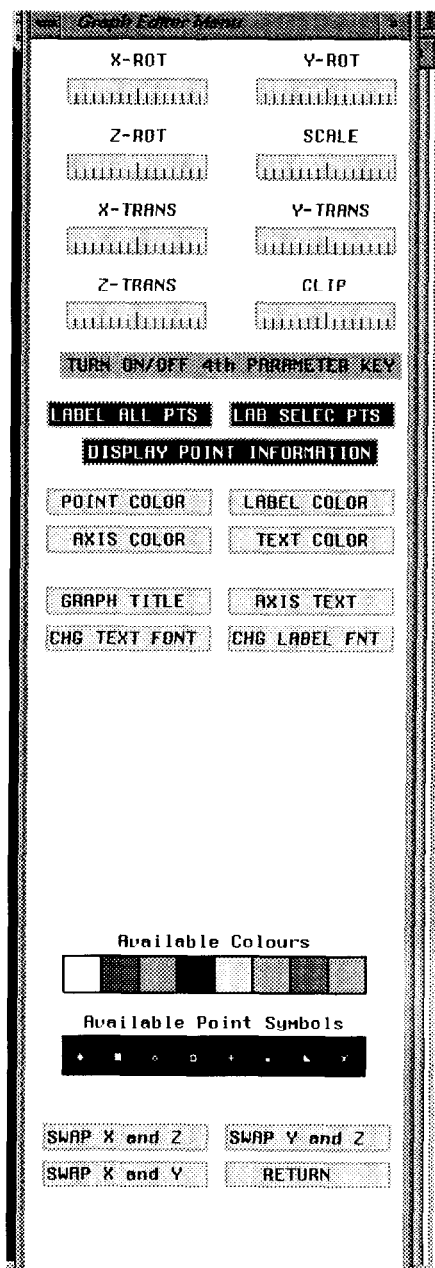 Graph Editor Menu
X-ROT Y-ROT
Z-ROT SCALE
X-TRANS Y-TRANS
Z-TRANS CLIP
TURN ON/OFF 4th PARAMETER KEY
LABEL ALL PTS LAB SELEC PTS
DISPLAY POINT INFORMATION
POINT COLOR LABEL COLOR
AXIS COLOR TEXT COLOR
GRAPH TITLE AXIS TEXT
CHG TEXT FONT CHG LABEL FNT
Available Colours
Available Point Symbols
SWAP X and Z SWAP Y and Z
SWAP X and Y RETURN